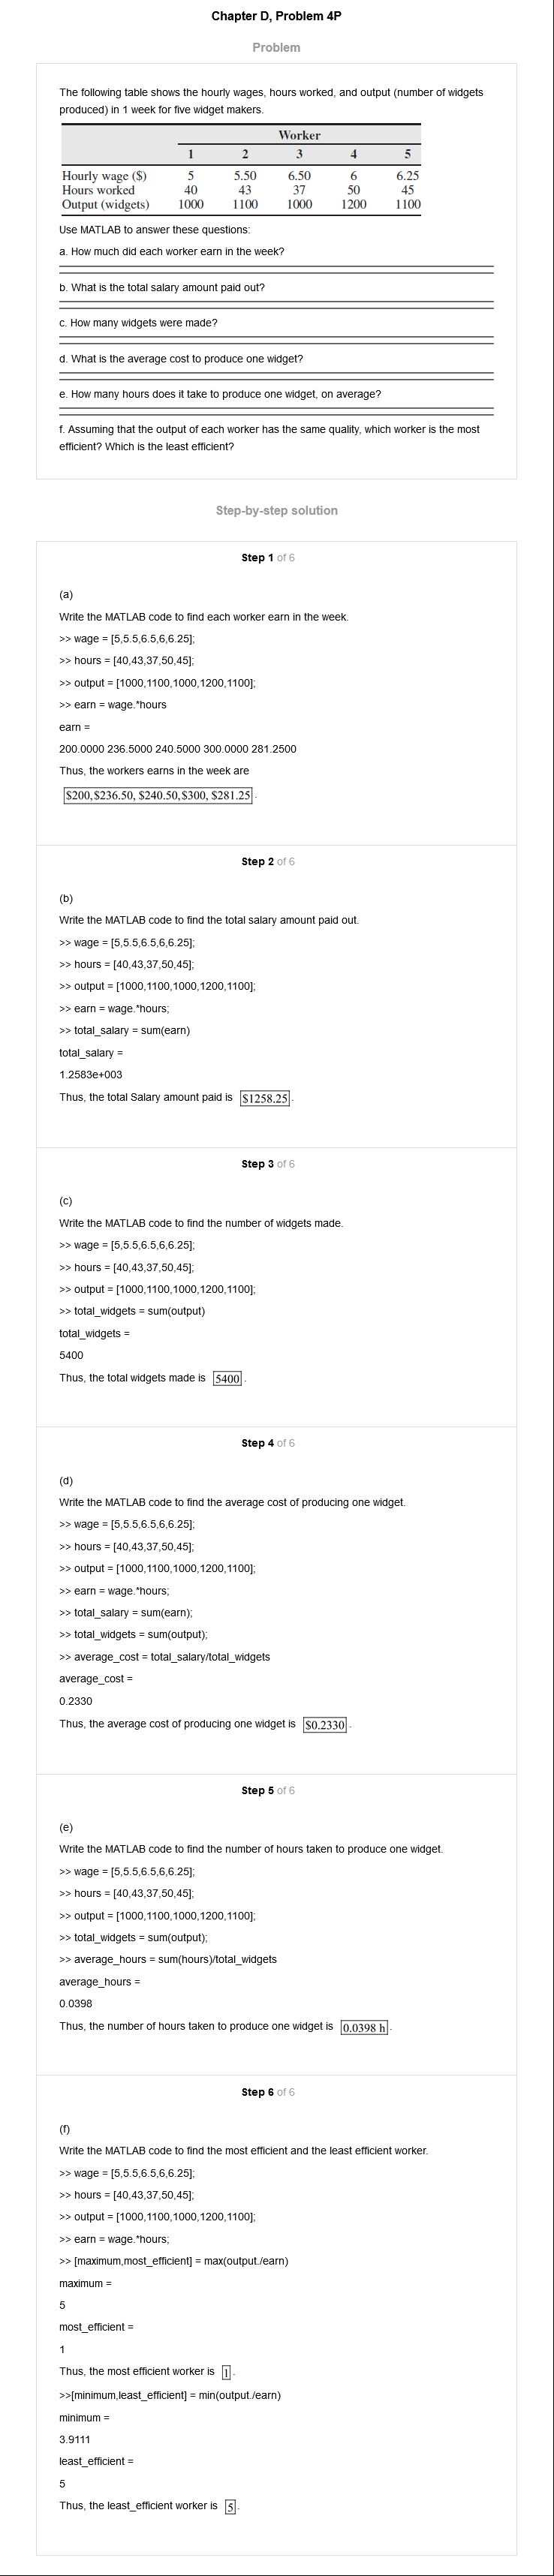 Chapter D, Problem 4P
Problem
The following table shows the hourly wages, hours worked, and output (number of widgets
produced) in 1 week for five widget makers.
Worker
1 2 3 4 5
Hourly wage ($) 5 5.50 6.50 6 6.25
Hours worked 40 43 37 50 45
Output (widgets) 1000 1100 1000 1200 1100
Use MATLAB to answer these questions:
a. How much did each worker earn in the week?
b. What is the total salary amount paid out?
c. How many widgets were made?
d. What is the average cost to produce one widget?
e. How many hours does it take to produce one widget, on average?
f. Assuming that the output of each worker has the same quality, which worker is the most
efficient? Which is the least efficient?
Step-by-step solution
Step 1 of 6
(a)
Write the MATLAB code to find each worker earn in the week.
>> wage = [5,5.5,6.5,6,6.25];
>> hours = [40,43,37,50,45];
>> output = [1000,1100,1000,1200,1100];
>> earn = wage.*hours
earn =
200.0000 236.5000 240.5000 300.0000 281.2500
Thus, the workers earns in the week are
$200,$236.50, $240.50,$300, $281.25.
Step 2 of 6
(b)
Write the MATLAB code to find the total salary amount paid out.
>> wage = [5,5.5,6.5,6,6.25];
>> hours = [40,43,37,50,45];
>> output = [1000,1100,1000,1200,1100];
>> earn = wage.*hours;
>> total_salary = sum(earn)
total_salary =
1.2583e+003
Thus, the total Salary amount paid is $1258.25.
Step 3 of 6
(c)
Write the MATLAB code to find the number of widgets made.
>> wage = [5,5.5,6.5,6,6.25];
>> hours = [40,43,37,50,45];
>> output = [1000,1100,1000,1200,1100];
>> total_widgets = sum(output)
total_widgets =
5400
Thus, the total widgets made is 5400.
Step 4 of 6
(d)
Write the MATLAB code to find the average cost of producing one widget.
>> wage = [5,5.5,6.5,6,6.25];
>> hours = [40,43,37,50,45];
>> output = [1000,1100,1000,1200,1100];
>> earn = wage.*hours;
>> total_salary = sum(earn);
>> total_widgets = sum(output);
>> average_cost = total_salary/total_widgets
average_cost =
0.2330
Thus, the average cost of producing one widget is $0.2330.
Step 5 of 6
(e)
Write the MATLAB code to find the number of hours taken to produce one widget.
>> wage = [5,5.5,6.5,6,6.25];
>> hours = [40,43,37,50,45];
>> output = [1000,1100,1000,1200,1100];
>> total_widgets = sum(output);
>> average_hours = sum(hours)/total_widgets
average_hours =
0.0398
Thus, the number of hours taken to produce one widget is 0.0398 h.
Step 6 of 6
(f)
Write the MATLAB code to find the most efficient and the least efficient worker.
>> wage = [5,5.5,6.5,6,6.25];
>> hours = [40,43,37,50,45];
>> output = [1000,1100,1000,1200,1100];
>> earn = wage.*hours;
>> [maximum,most_efficient] = max(output./earn)
maximum =
5
most_efficient =
1
Thus, the most efficient worker is 1.
>>[minimum,least_efficient] = min(output./earn)
minimum =
3.9111
least_efficient =
5
Thus, the least_efficient worker is 5.